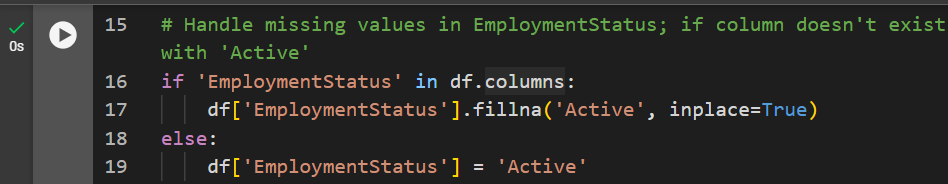 15 # Handle missing values in EmploymentStatus; if column doesn't exist
with 'Active'
0s
16 if 'EmploymentStatus' in df.columns:
17     df['EmploymentStatus'].fillna('Active', inplace=True)
18 else:
19     df['EmploymentStatus'] = 'Active'